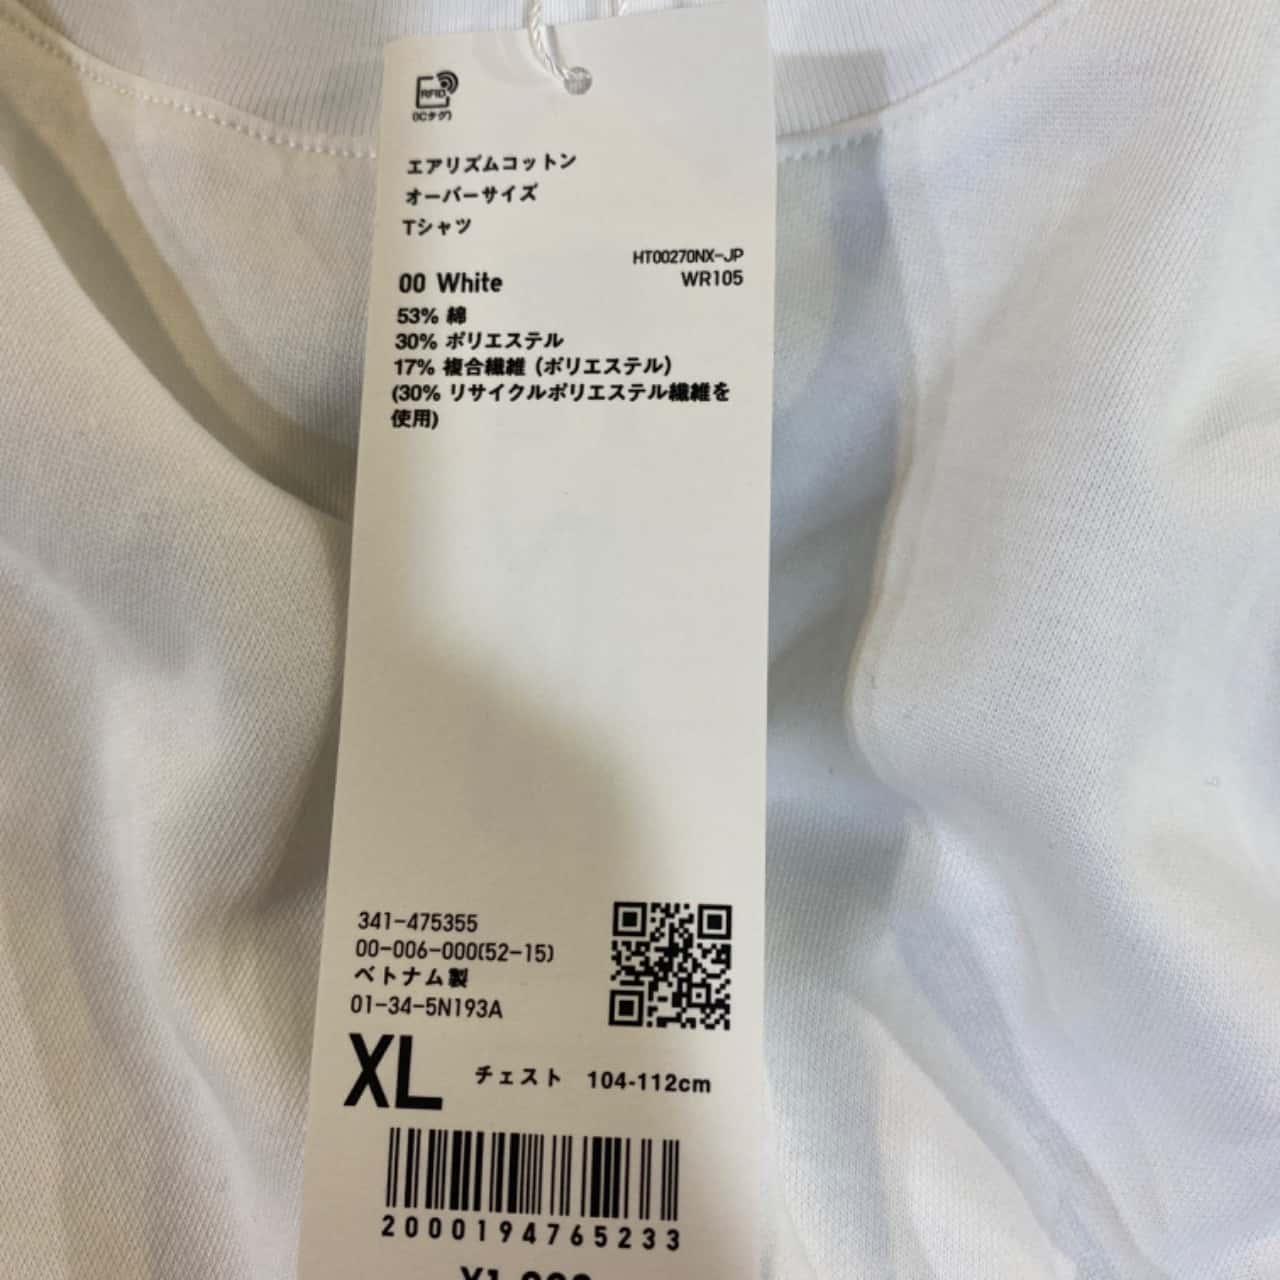 RFID
(ICタグ)
エアリズムコットン
オーバーサイズ
Tシャツ
HT00270NX-JP
00 White
WR105
53% 綿
30% ポリエステル
17% 複合繊維（ポリエステル）
(30% リサイクルポリエステル繊維を
使用)
341-475355
00-006-000(52-15)
ベトナム製
01-34-5N193A
XL チェスト 104-112cm
2000194765233